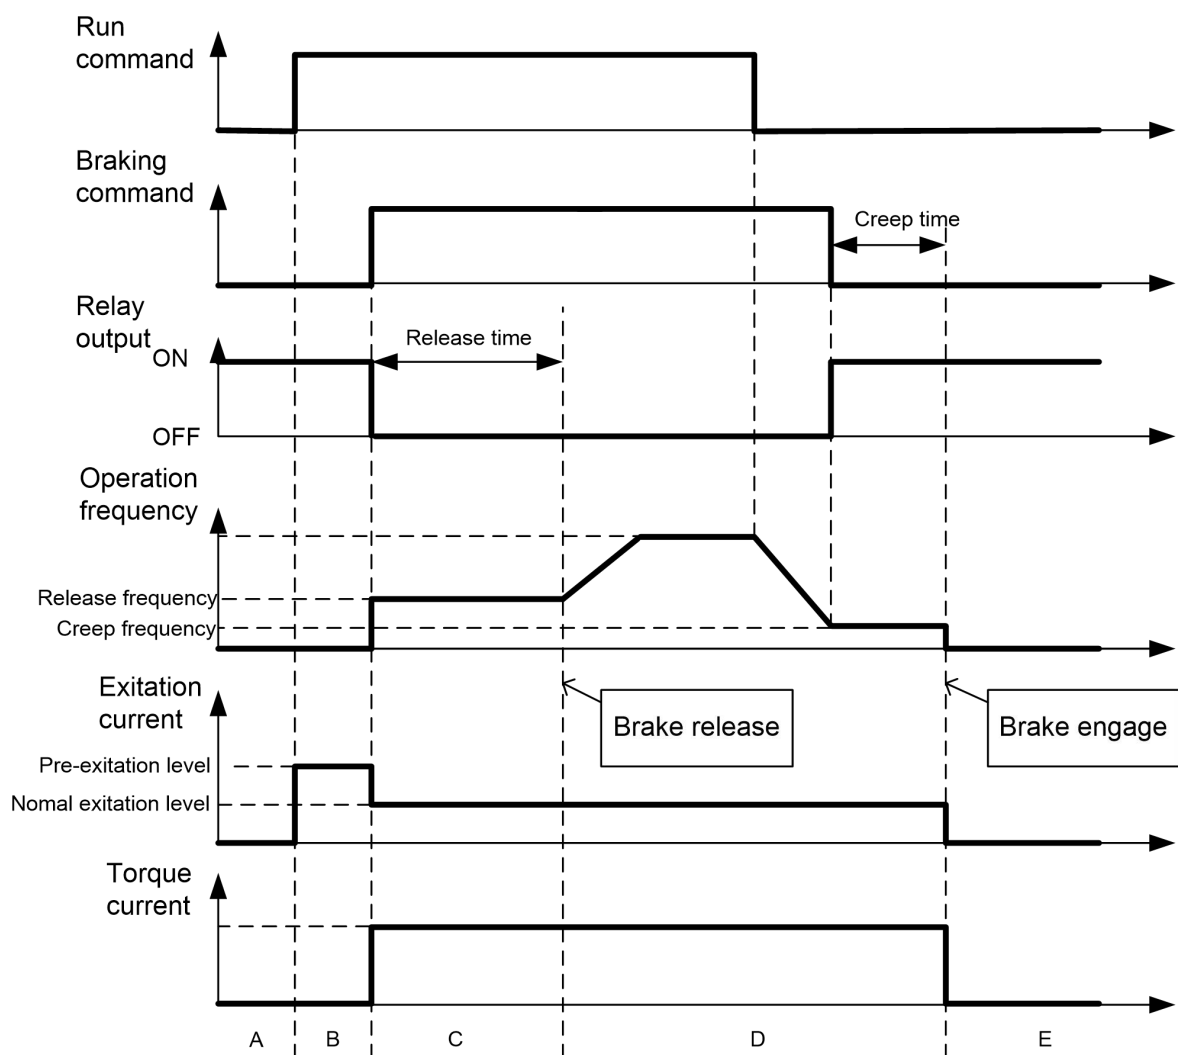 Run
command
Braking
command
Creep time
Relay
output
ON
Release time
OFF
Operation
frequency
Release frequency
Creep frequency
Exitation
current
Brake release
Brake engage
Pre-exitation level
Nomal exitation level
Torque
current
A
B
C
D
E